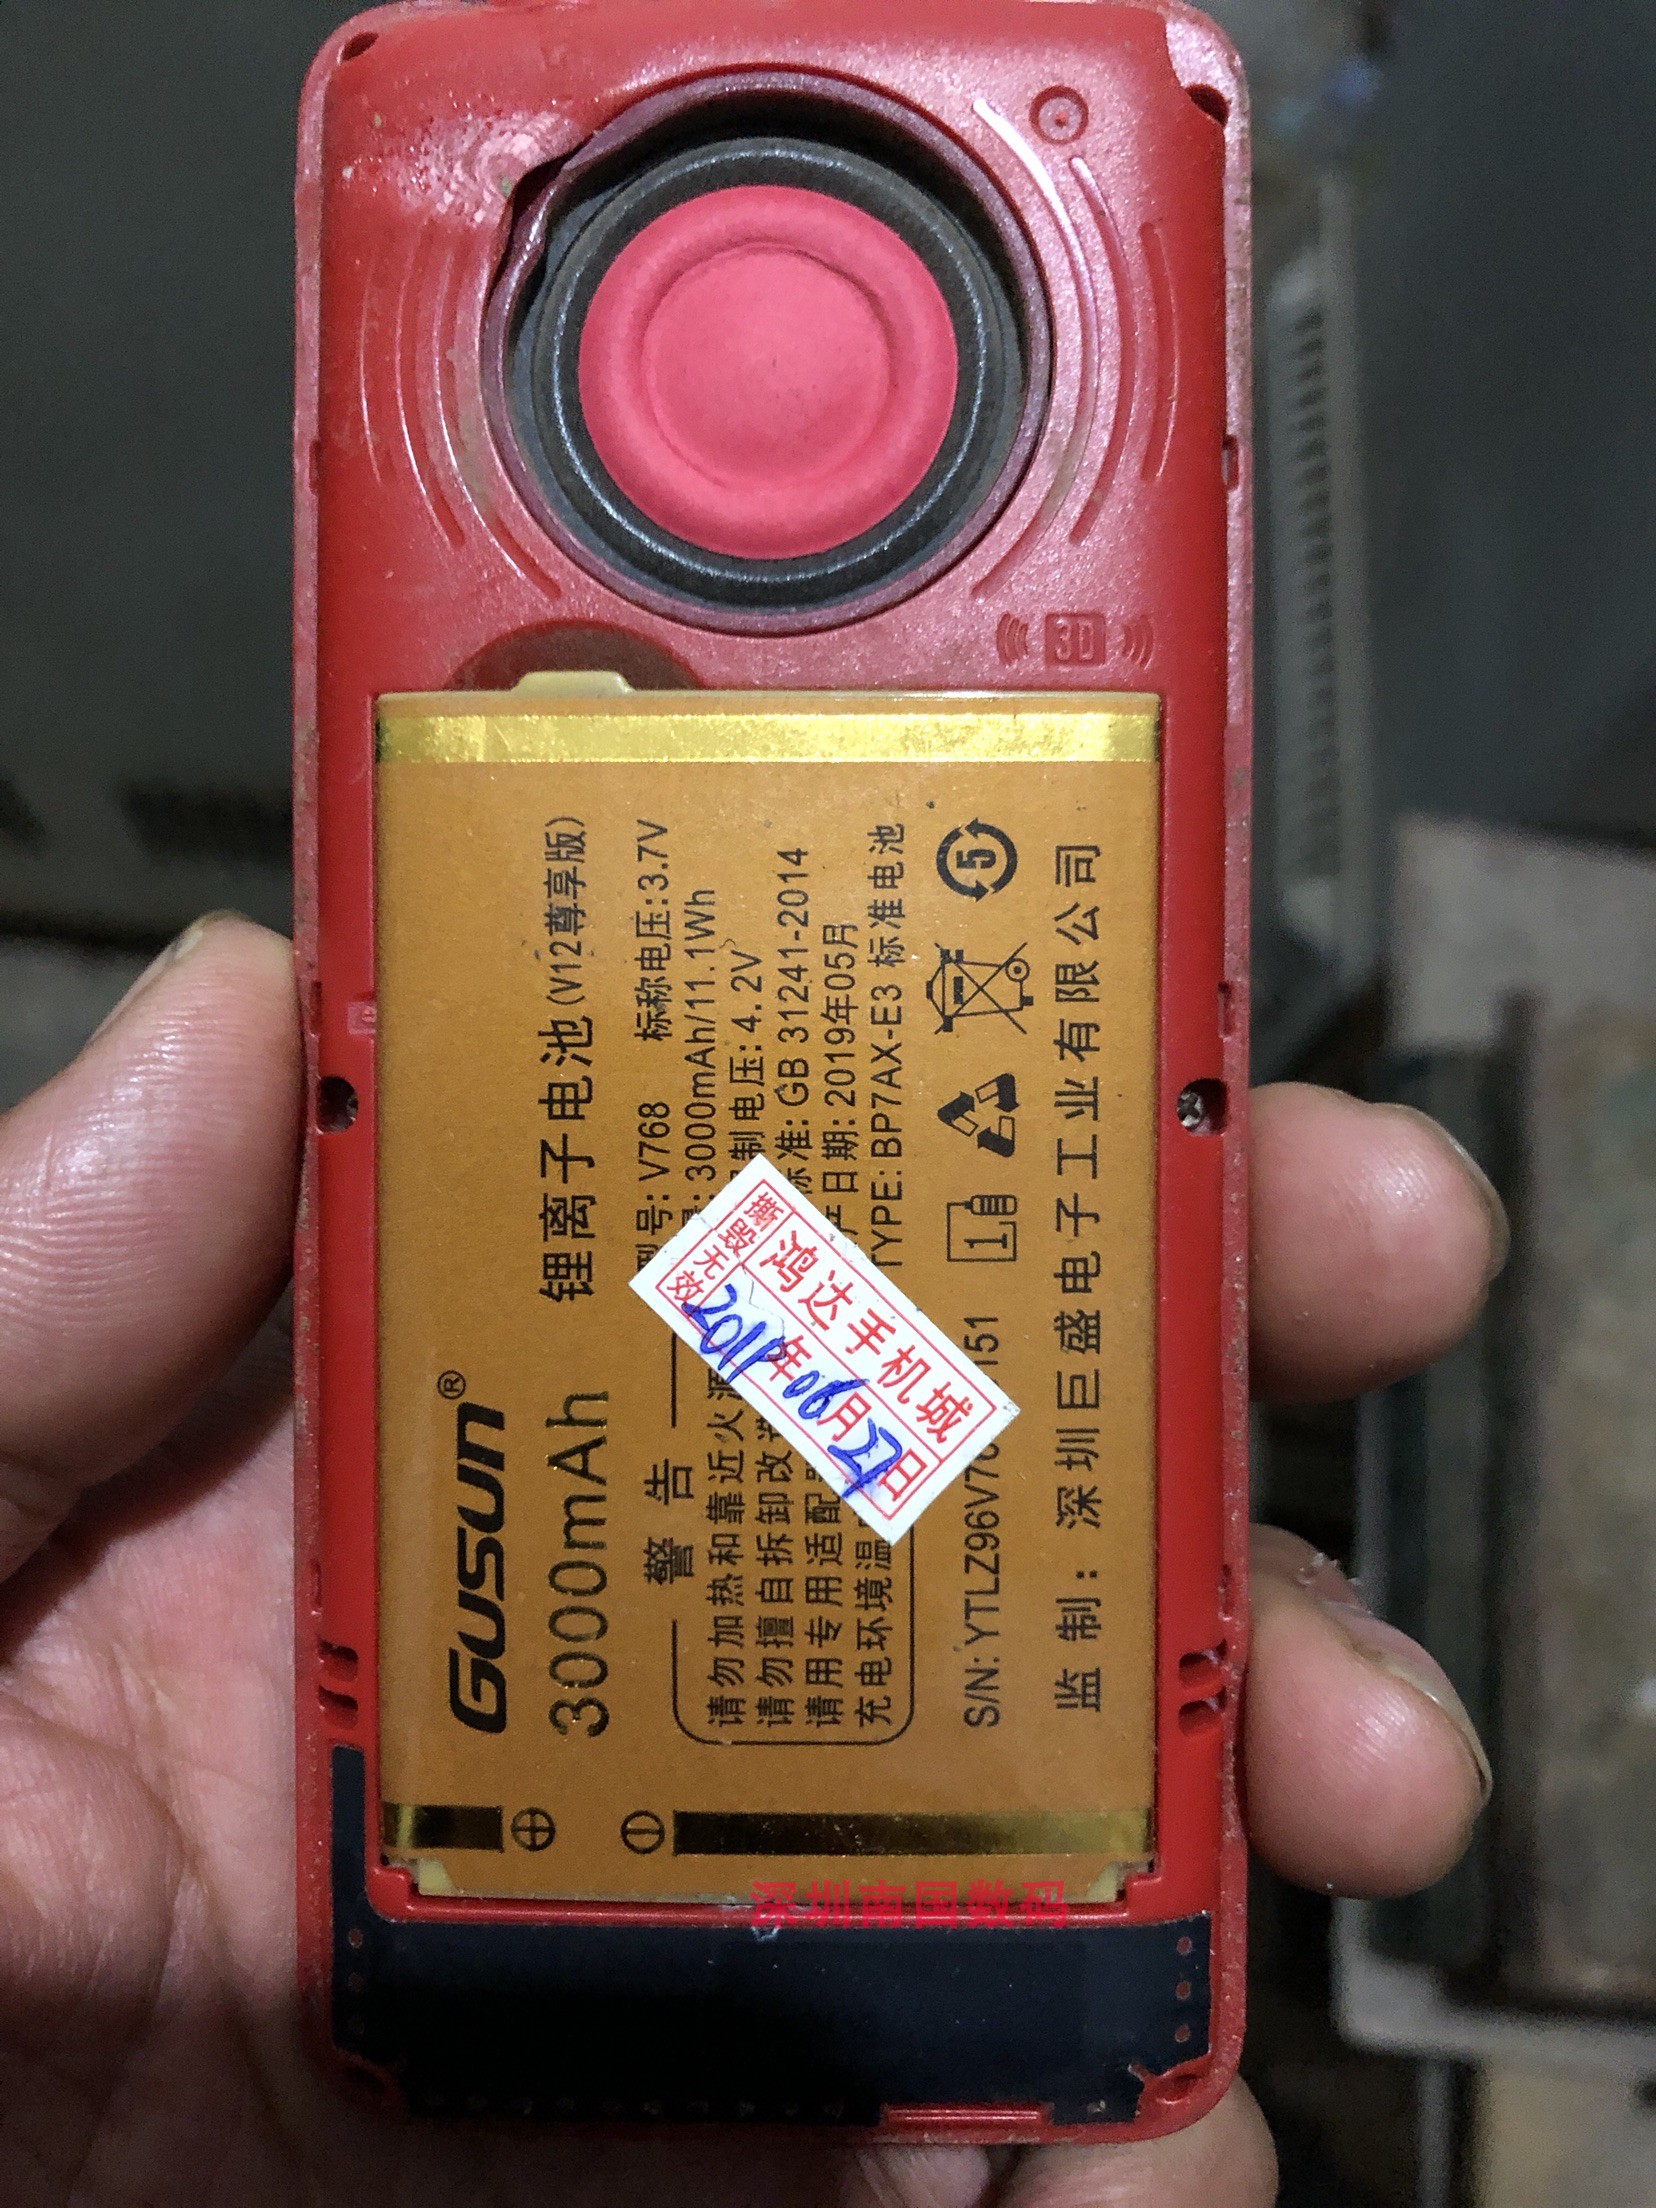 3D
GUSUN®
3000mAh
锂离子电池(V12尊享版)
型号: V768 标称电压:3.7V
3000mAh/11.1Wh
制电压: 4.2V
标准: GB 31241-2014
产日期: 2019年05月
TYPE: BP7AX-E3 标准电池
警告
请勿加热和靠近火源
请勿擅自拆卸改
请用专用适配
充电环境温
S/N: YTLZ96V76 151
1
5
监制: 深圳巨盛电子工业有限公司
⊕ ⊖
撕毁无效
鸿达手机城
2019年06月27日
深圳南国数码